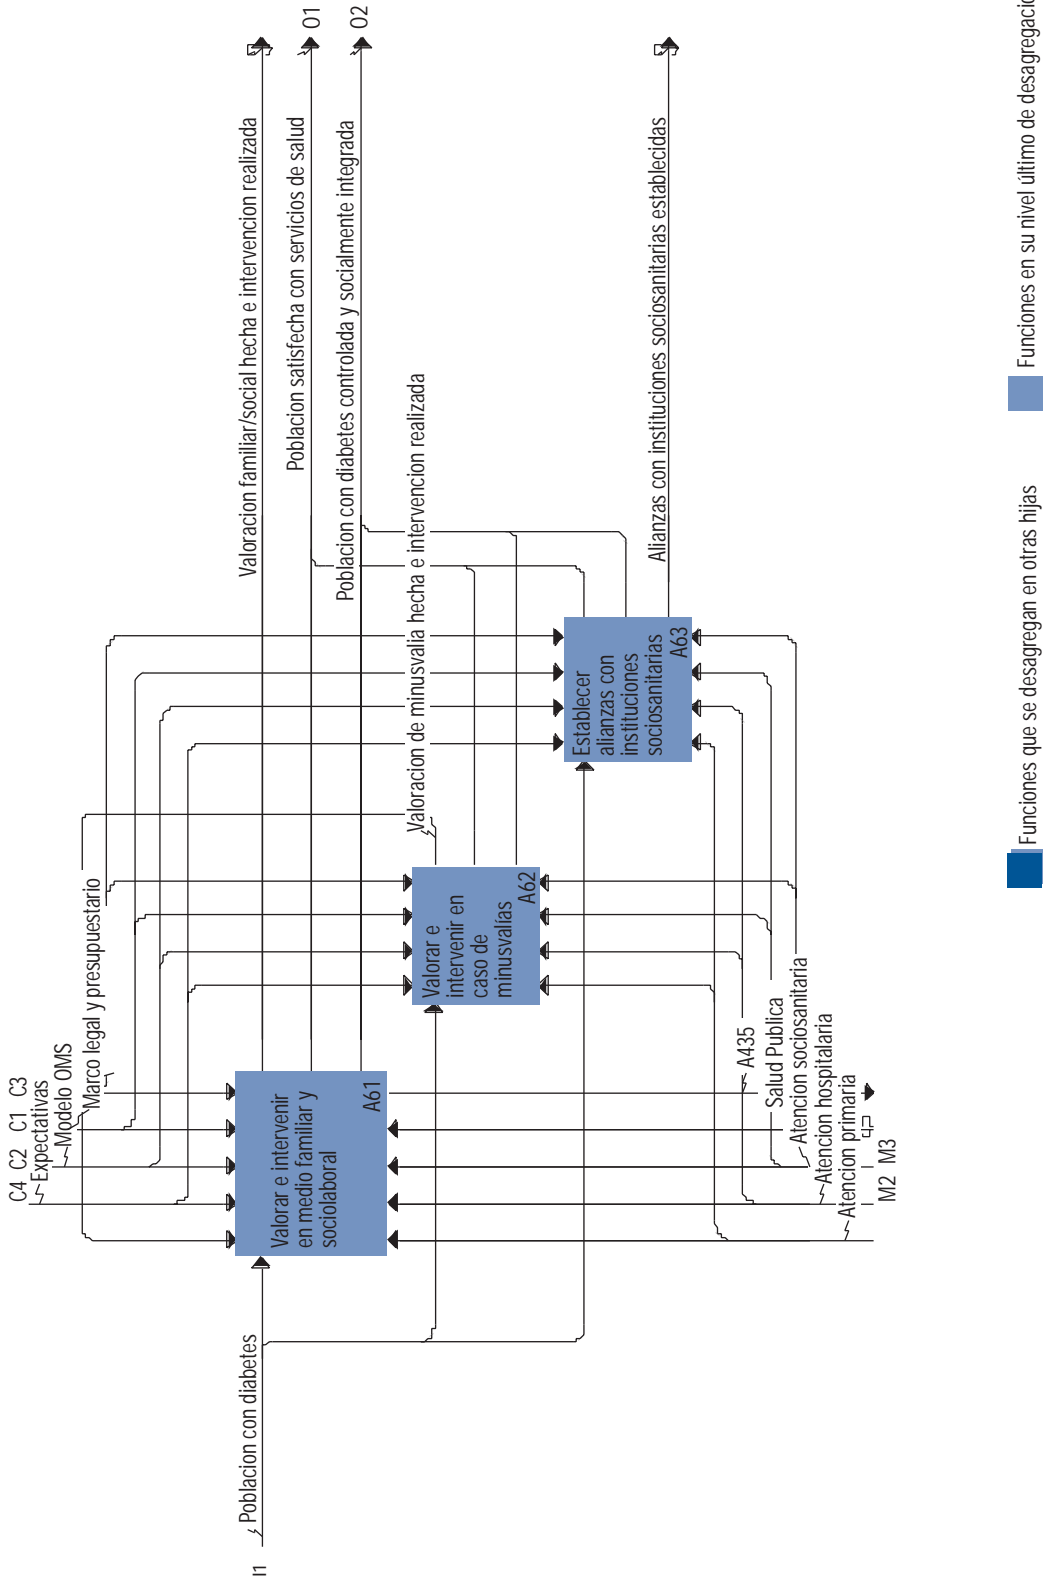 I1
Poblacion con diabetes
C4
C2
C1
C3
Expectativas
Modelo OMS
Marco legal y presupuestario
Valorar e intervenir
en medio familiar y
sociolaboral
A61
Valorar e
intervenir en
caso de
minusvalías
A62
Establecer
alianzas con
instituciones
sociosanitarias
A63
Valoracion familiar/social hecha e intervencion realizada
Poblacion satisfecha con servicios de salud
O1
Poblacion con diabetes controlada y socialmente integrada
O2
Valoracion de minusvalia hecha e intervencion realizada
Alianzas con instituciones sociosanitarias establecidas
A435
Salud Publica
Atencion sociosanitaria
Atencion hospitalaria
Atencion primaria
M2
M3
Funciones que se desagregan en otras hijas
Funciones en su nivel último de